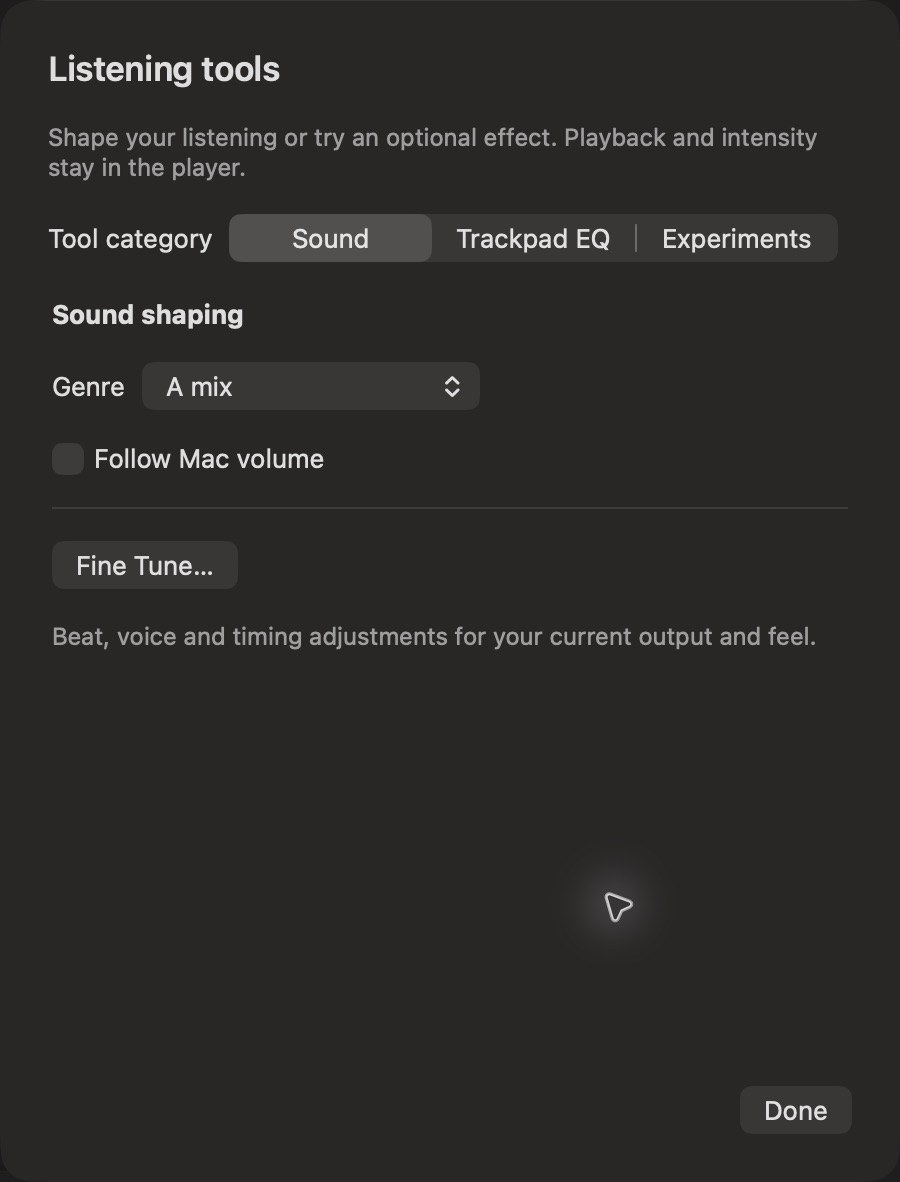 Listening tools
Shape your listening or try an optional effect. Playback and intensity
stay in the player.
Tool category Sound Trackpad EQ Experiments
Sound shaping
Genre A mix
Follow Mac volume
Fine Tune...
Beat, voice and timing adjustments for your current output and feel.
Done